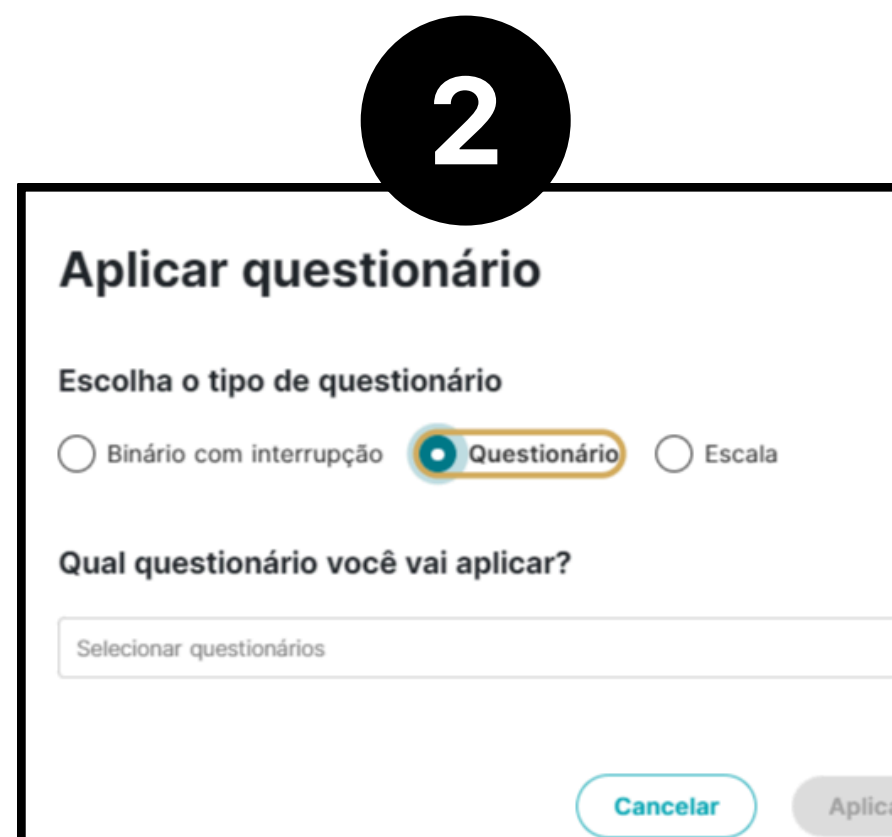 2
Aplicar questionário
Escolha o tipo de questionário
Binário com interrupção Questionário Escala
Qual questionário você vai aplicar?
Selecionar questionários
Cancelar Aplica